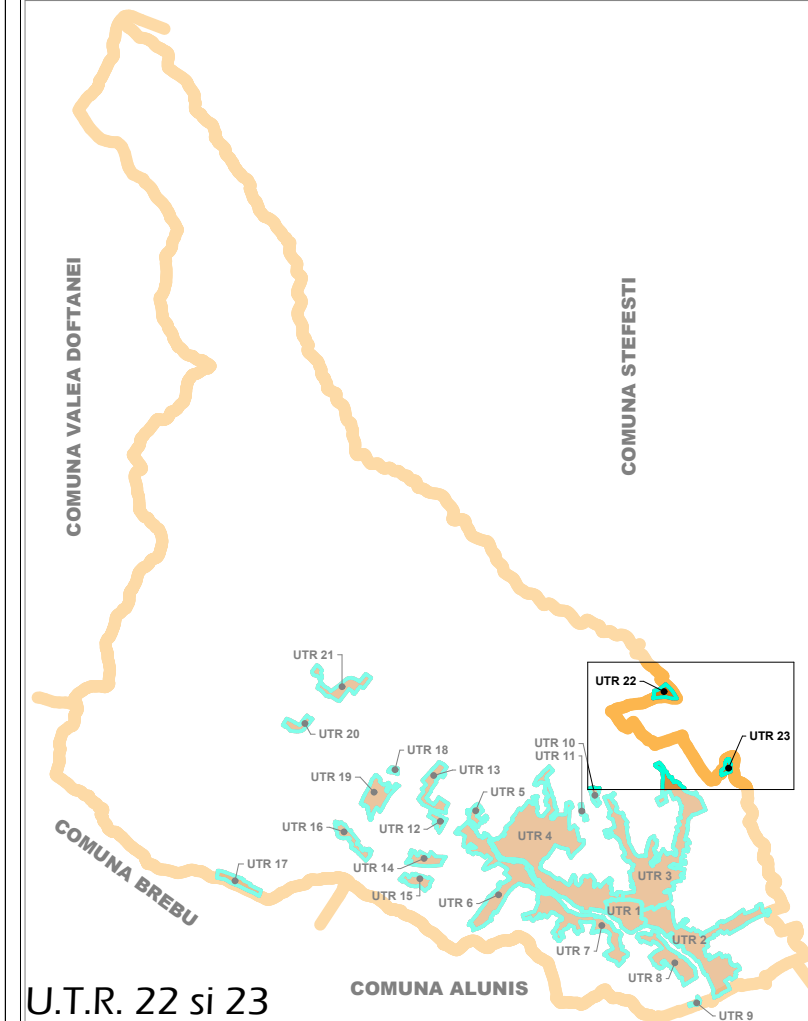 COMUNA VALEA DOFTANEI
COMUNA STEFESTI
UTR 21
UTR 22
UTR 20
UTR 23
UTR 18
UTR 13
UTR 10
UTR 11
UTR 19
UTR 5
UTR 12
UTR 16
UTR 4
UTR 17
UTR 14
UTR 15
UTR 3
UTR 6
UTR 1
UTR 7
UTR 2
UTR 8
UTR 9
COMUNA BREBU
COMUNA ALUNIS
U.T.R. 22 si 23